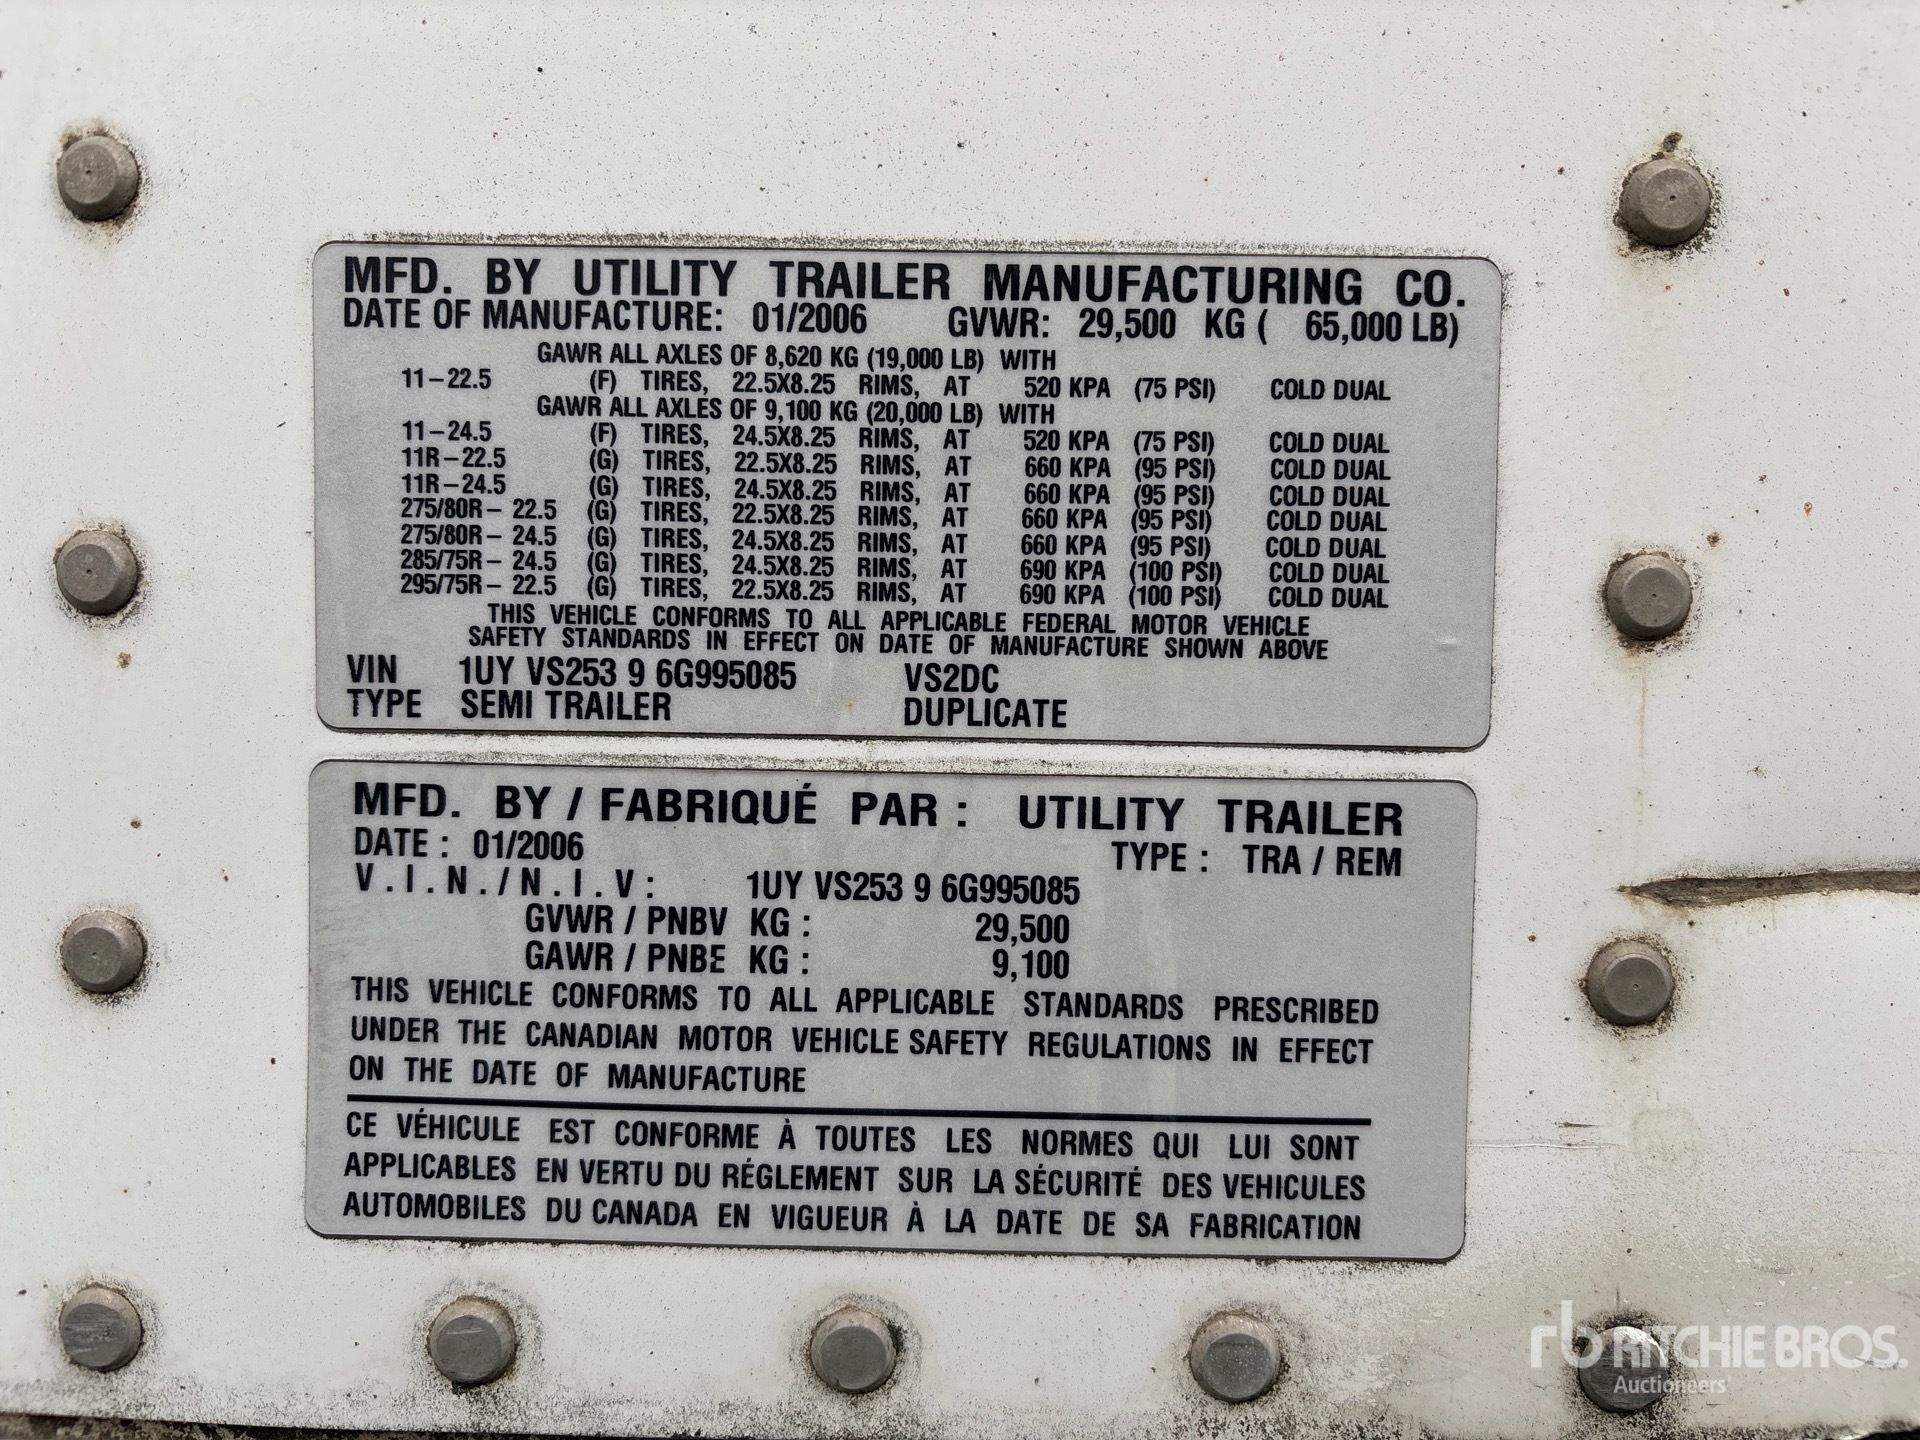 MFD. BY UTILITY TRAILER MANUFACTURING CO.
DATE OF MANUFACTURE: 01/2006 GVWR: 29,500 KG ( 65,000 LB)
GAWR ALL AXLES OF 8,620 KG (19,000 LB) WITH
11-22.5 (F) TIRES, 22.5X8.25 RIMS, AT 520 KPA (75 PSI) COLD DUAL
GAWR ALL AXLES OF 9,100 KG (20,000 LB) WITH
11-24.5 (F) TIRES, 24.5X8.25 RIMS, AT 520 KPA (75 PSI) COLD DUAL
11R-22.5 (G) TIRES, 22.5X8.25 RIMS, AT 660 KPA (95 PSI) COLD DUAL
11R-24.5 (G) TIRES, 24.5X8.25 RIMS, AT 660 KPA (95 PSI) COLD DUAL
275/80R- 22.5 (G) TIRES, 22.5X8.25 RIMS, AT 660 KPA (95 PSI) COLD DUAL
275/80R- 24.5 (G) TIRES, 24.5X8.25 RIMS, AT 660 KPA (95 PSI) COLD DUAL
285/75R- 24.5 (G) TIRES, 24.5X8.25 RIMS, AT 690 KPA (100 PSI) COLD DUAL
295/75R- 22.5 (G) TIRES, 22.5X8.25 RIMS, AT 690 KPA (100 PSI) COLD DUAL
THIS VEHICLE CONFORMS TO ALL APPLICABLE FEDERAL MOTOR VEHICLE
SAFETY STANDARDS IN EFFECT ON DATE OF MANUFACTURE SHOWN ABOVE
VIN 1UY VS253 9 6G995085 VS2DC
TYPE SEMI TRAILER DUPLICATE
MFD. BY / FABRIQUÉ PAR : UTILITY TRAILER
DATE : 01/2006 TYPE : TRA / REM
V.I.N./N.I.V: 1UY VS253 9 6G995085
GVWR / PNBV KG : 29,500
GAWR / PNBE KG : 9,100
THIS VEHICLE CONFORMS TO ALL APPLICABLE STANDARDS PRESCRIBED
UNDER THE CANADIAN MOTOR VEHICLE SAFETY REGULATIONS IN EFFECT
ON THE DATE OF MANUFACTURE
CE VÉHICULE EST CONFORME À TOUTES LES NORMES QUI LUI SONT
APPLICABLES EN VERTU DU RÉGLEMENT SUR LA SÉCURITÉ DES VEHICULES
AUTOMOBILES DU CANADA EN VIGUEUR À LA DATE DE SA FABRICATION
rb RITCHIE BROS.
Auctioneers